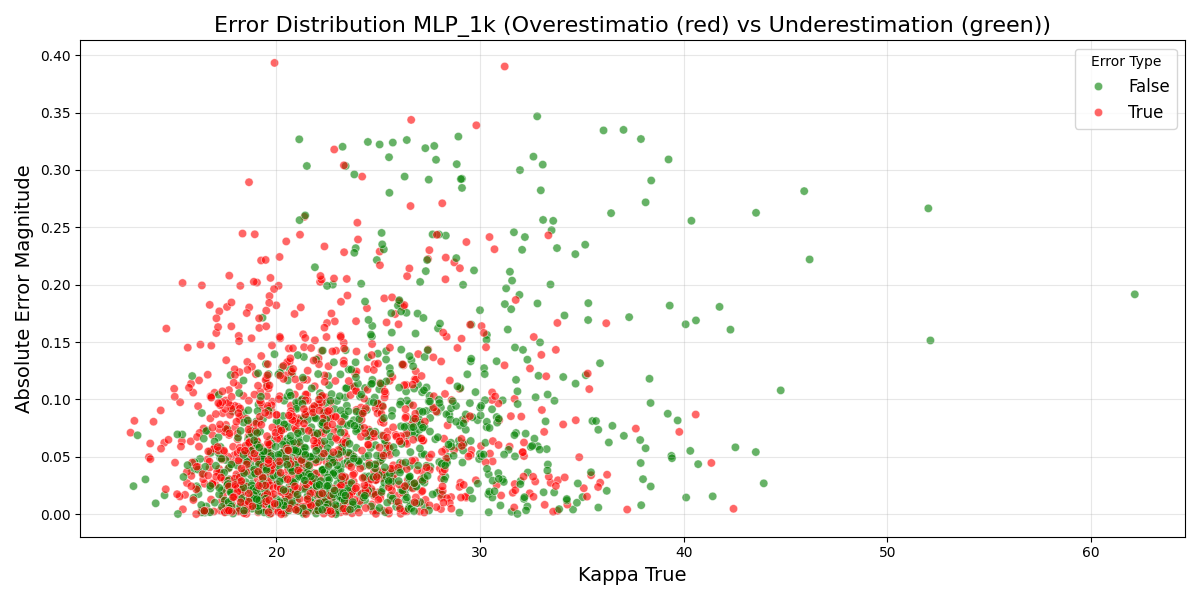 Error Distribution MLP_1k (Overestimatio (red) vs Underestimation (green))
Absolute Error Magnitude
0.40
0.35
0.30
0.25
0.20
0.15
0.10
0.05
0.00
Error Type
False
True
20
30
40
50
60
Kappa True